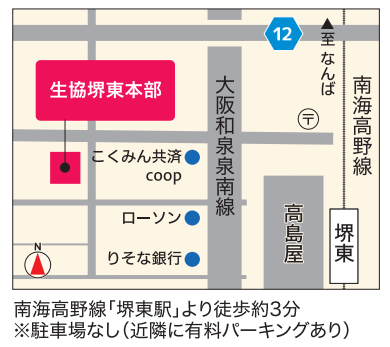 12
▲至 なんば
生協堺東本部
大阪和泉泉南線
南海高野線
〒
こくみん共済
coop
ローソン
高島屋
堺東
りそな銀行
N
南海高野線「堺東駅」より徒歩約3分
※駐車場なし（近隣に有料パーキングあり）